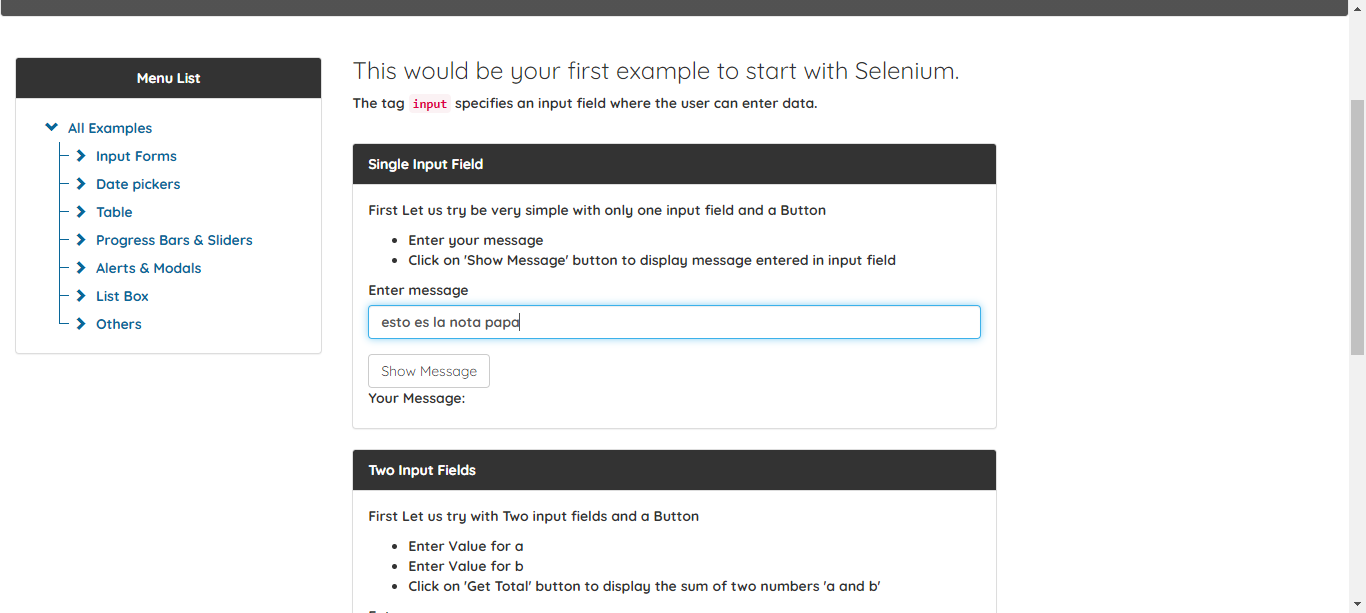 Menu List
All Examples
Input Forms
Date pickers
Table
Progress Bars & Sliders
Alerts & Modals
List Box
Others
This would be your first example to start with Selenium.
The tag input specifies an input field where the user can enter data.
Single Input Field
First Let us try be very simple with only one input field and a Button
Enter your message
Click on 'Show Message' button to display message entered in input field
Enter message
esto es la nota papa
Show Message
Your Message:
Two Input Fields
First Let us try with Two input fields and a Button
Enter Value for a
Enter Value for b
Click on 'Get Total' button to display the sum of two numbers 'a and b'